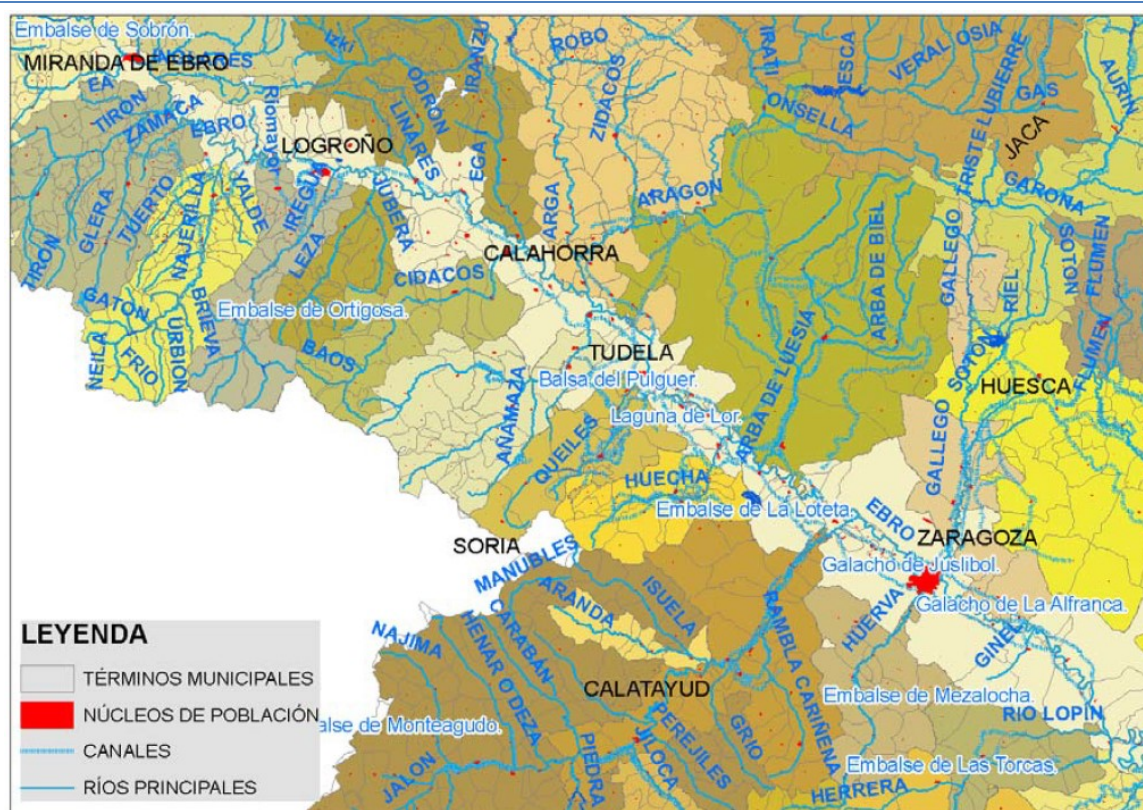 Embalse de Sobrón.
MIRANDA DE EBRO
EA
TIRON
ZAMACA
EBRO
Riomayor
LOGROÑO
Izki
ODRON
LINARES
IRANZU
EGA
ROBO
ZIDACOS
ARGA
ARAGON
IRATI
YESCA
VERAL OSIA
ONSELLA
TRISTE LUBIERRE
GAS
AURIN
JACA
GARONA
TIRON
GLERA
TUERTO
NAJERILLA
YALDE
IREGUA
LEZA
JUBERA
CALAHORRA
CIDACOS
Embalse de Ortigosa.
GATON
NEILA
FRIO
URBION
BRIEVA
BAOS
AÑAMAZA
TUDELA
Balsa del Pulguer.
Laguna de Lor.
QUEILES
HUECHA
ARBA DE LUESIA
ARBA DE BIEL
GALLEGO
SOTON
RIEL
SOTON
FLUMEN
HUESCA
FLUMEN
GALLEGO
Embalse de La Loteta.
EBRO
ZARAGOZA
Galacho de Juslibol.
Galacho de La Alfranca.
HUERVA
GINEL
SORIA
MANUBLES
ARANDA
ISUELA
CARABAN
HENAR O DEZA
NAJIMA
CALATAYUD
RAMBLA CARIÑENA
Embalse de Mezalocha.
RIO LOPIN
Embalse de Las Torcas.
HERRERA
GRIO
PEREJILES
JILOCA
PIEDRA
JALON
alse de Monteagudo.
LEYENDA
TÉRMINOS MUNICIPALES
NÚCLEOS DE POBLACIÓN
CANALES
RÍOS PRINCIPALES